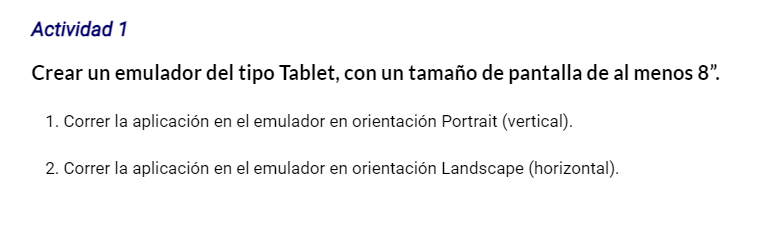 Actividad 1
Crear un emulador del tipo Tablet, con un tamaño de pantalla de al menos 8”.
1. Correr la aplicación en el emulador en orientación Portrait (vertical).
2. Correr la aplicación en el emulador en orientación Landscape (horizontal).